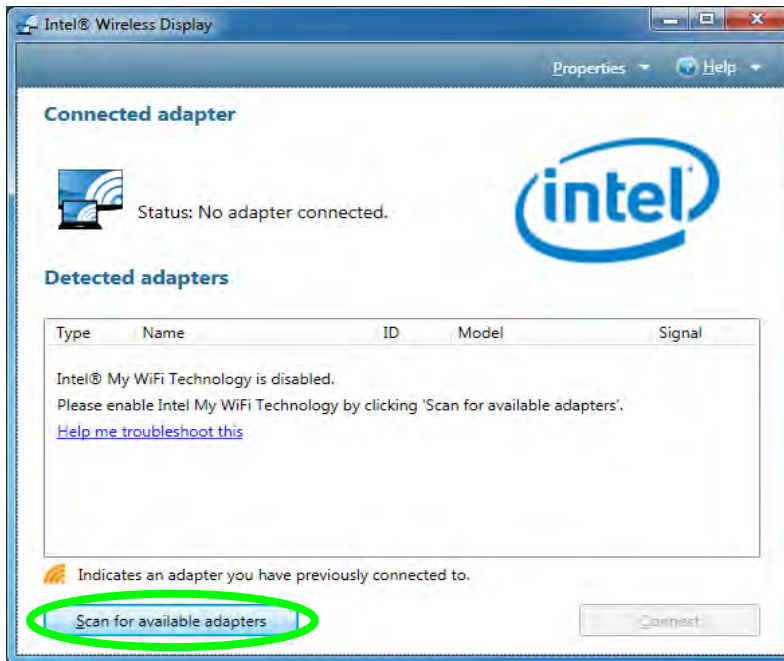 Intel® Wireless Display
Properties
Help
Connected adapter
intel
Status: No adapter connected.
Detected adapters
Type Name ID Model Signal
Intel® My WiFi Technology is disabled.
Please enable Intel My WiFi Technology by clicking 'Scan for available adapters'.
Help me troubleshoot this
Indicates an adapter you have previously connected to.
Scan for available adapters
Connect